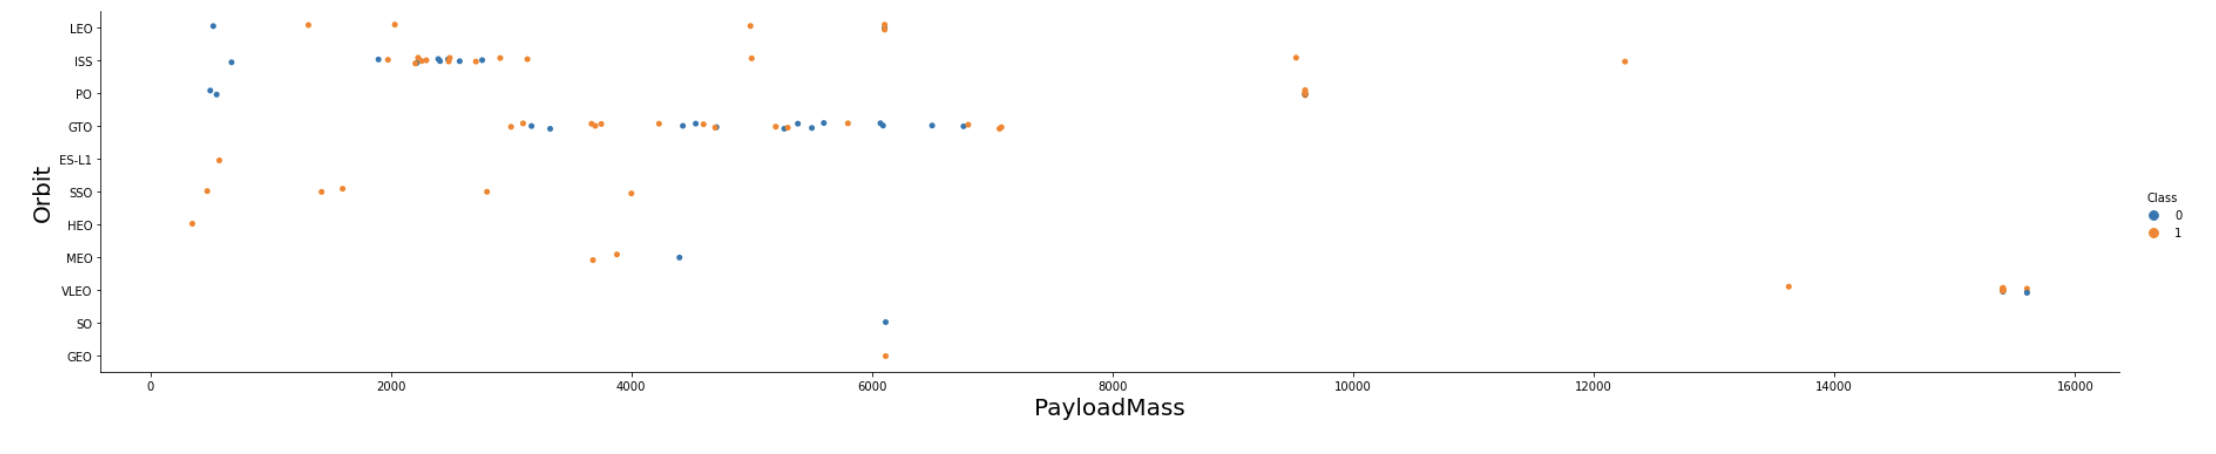 LEO
ISS
PO
GTO
ES-L1
SSO
HEO
MEO
VLEO
SO
GEO
Orbit
0 2000 4000 6000 8000 10000 12000 14000 16000
PayloadMass
Class
0
1